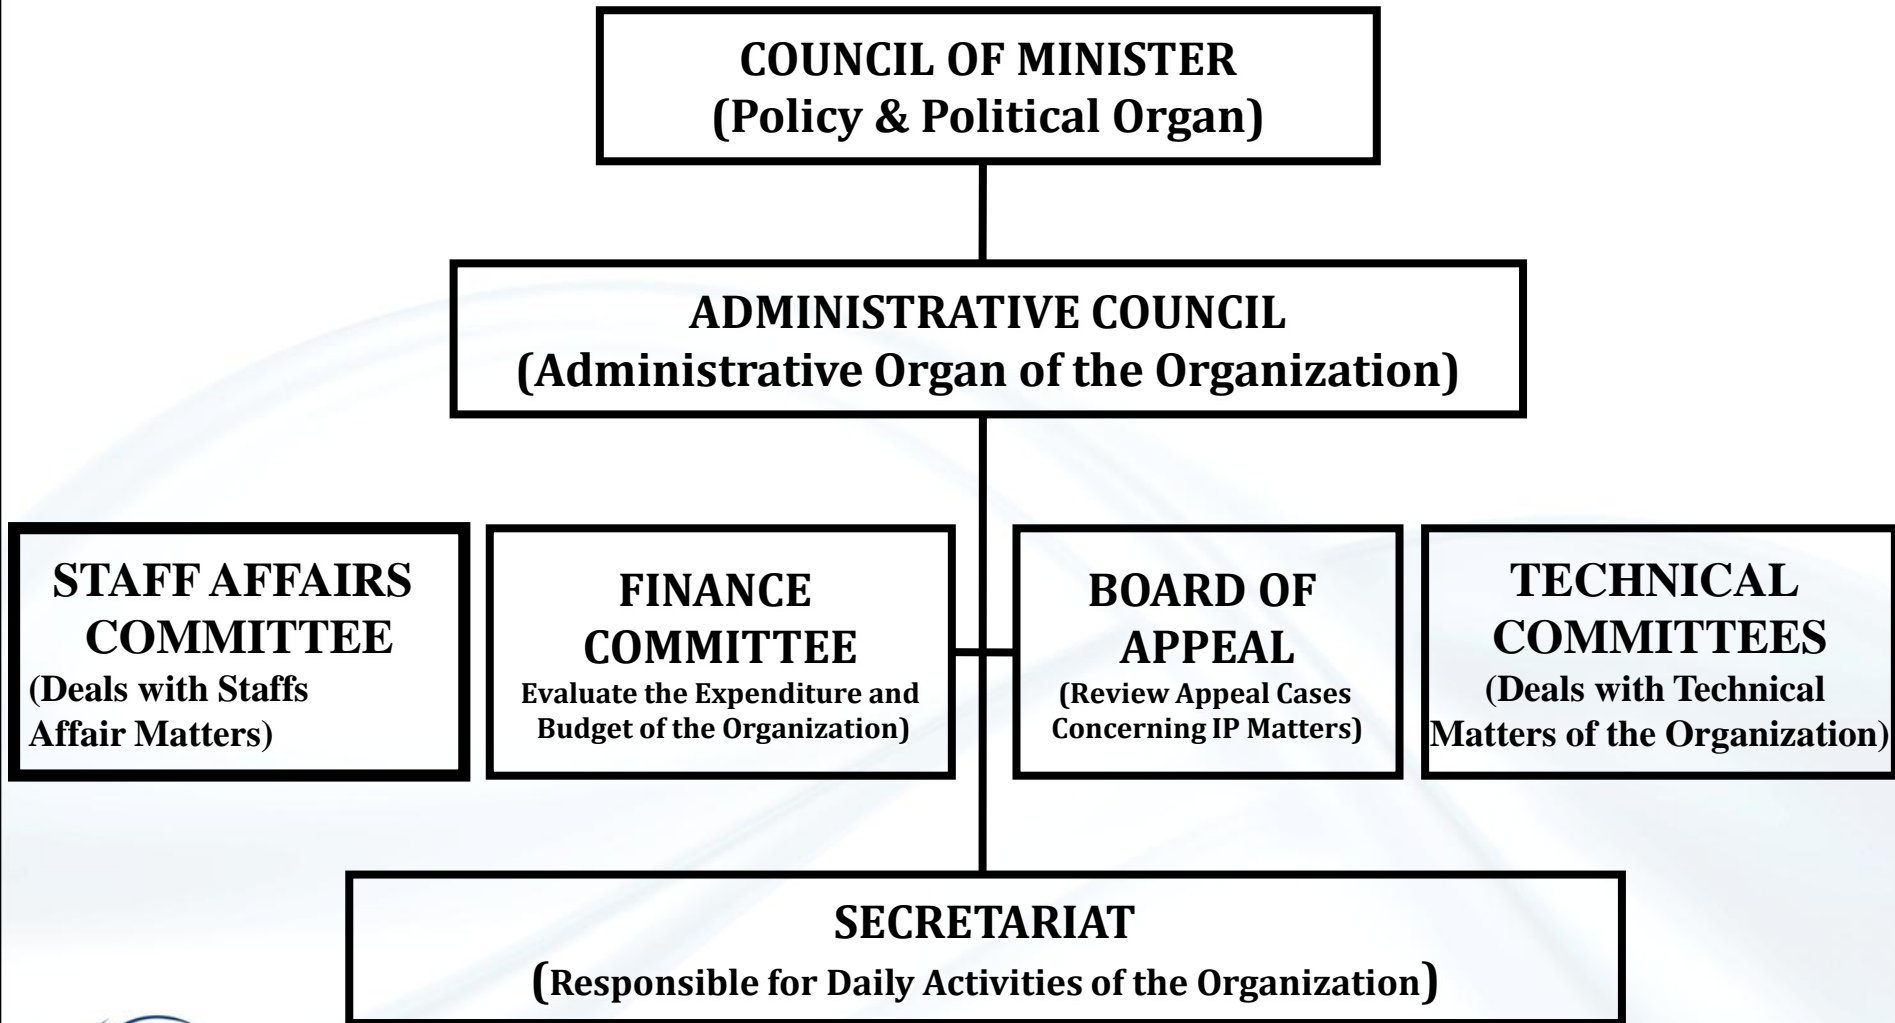 COUNCIL OF MINISTER
(Policy & Political Organ)
ADMINISTRATIVE COUNCIL
(Administrative Organ of the Organization)
STAFF AFFAIRS
COMMITTEE
(Deals with Staffs
Affair Matters)
FINANCE
COMMITTEE
Evaluate the Expenditure and
Budget of the Organization)
BOARD OF
APPEAL
(Review Appeal Cases
Concerning IP Matters)
TECHNICAL
COMMITTEES
(Deals with Technical
Matters of the Organization)
SECRETARIAT
(Responsible for Daily Activities of the Organization)